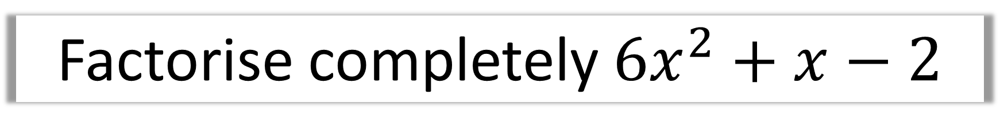 Factorise completely 6𝑥² + 𝑥 − 2